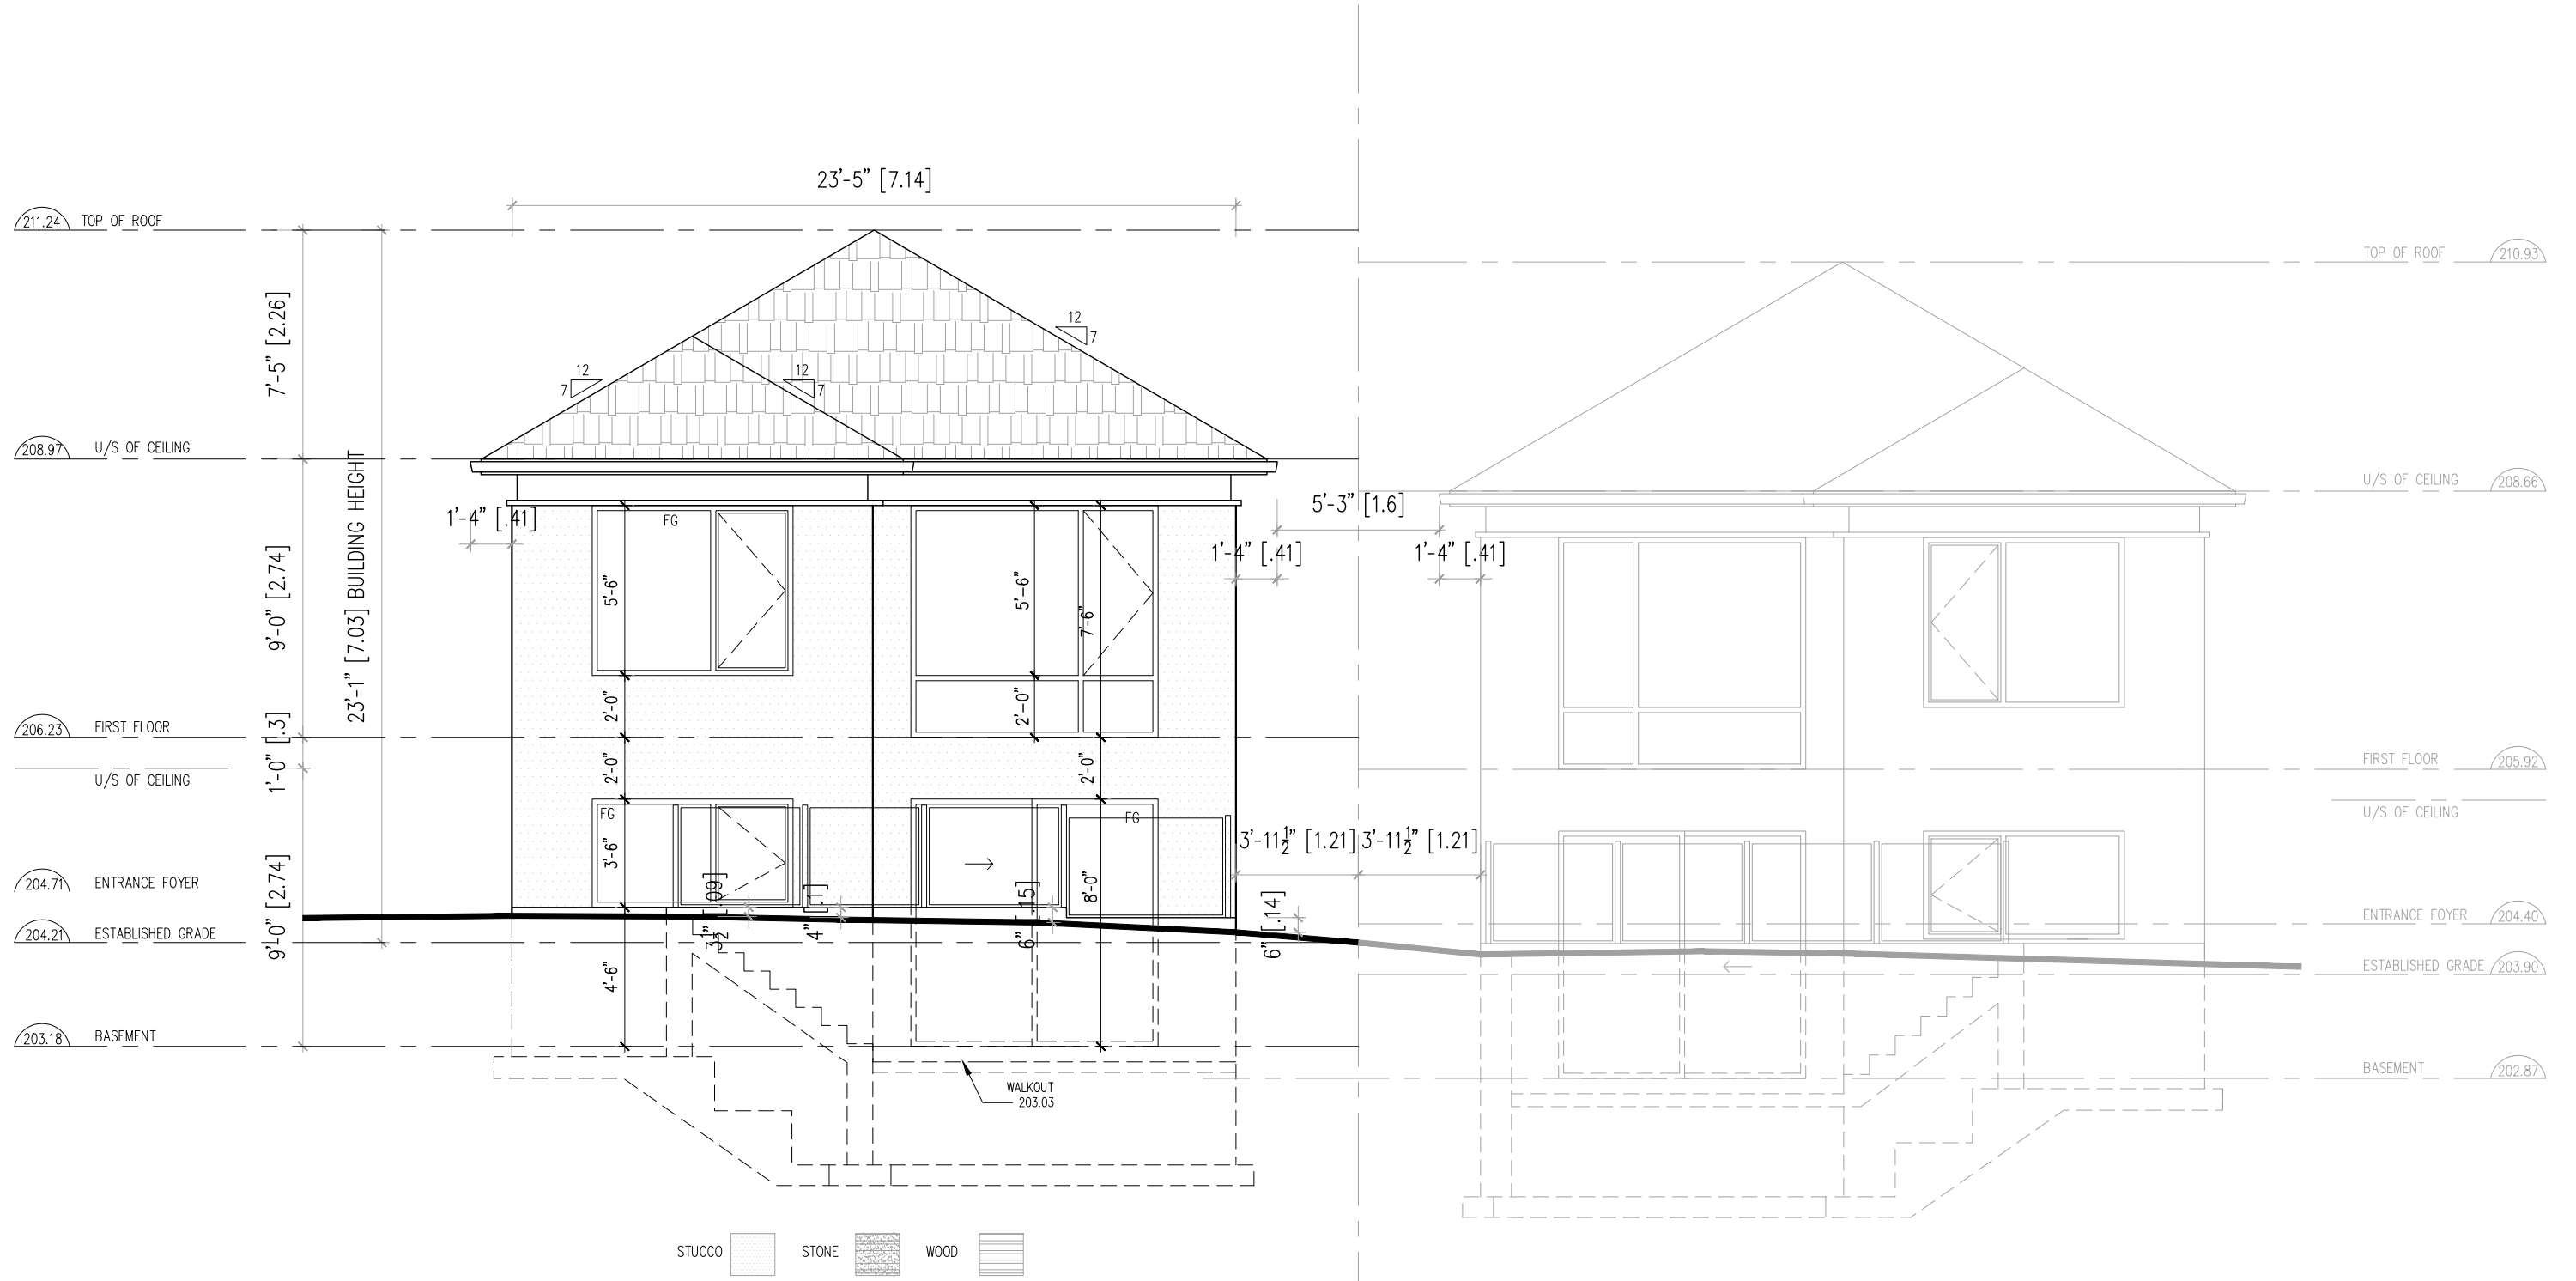 23'-5" [7.14]
211.24 TOP OF ROOF
TOP OF ROOF 210.93
7'-5" [2.26]
12
7
12
7
12
7
208.97 U/S OF CEILING
U/S OF CEILING 208.66
23'-1" [7.03] BUILDING HEIGHT
1'-4" [.41]
FG
5'-3" [1.6]
1'-4" [.41]
1'-4" [.41]
9'-0" [2.74]
5'-6"
5'-6"
7'-6"
2'-0"
2'-0"
206.23 FIRST FLOOR
FIRST FLOOR 205.92
1'-0" [.3]
U/S OF CEILING
U/S OF CEILING
2'-0"
2'-0"
FG
FG
3'-6"
3'-11½" [1.21]
3'-11½" [1.21]
204.71 ENTRANCE FOYER
ENTRANCE FOYER 204.40
9'-0" [2.74]
3½" [.09]
4" [.1]
6" [.15]
8'-0"
6" [.14]
204.21 ESTABLISHED GRADE
ESTABLISHED GRADE 203.90
4'-6"
203.18 BASEMENT
BASEMENT 202.87
WALKOUT
203.03
STUCCO
STONE
WOOD